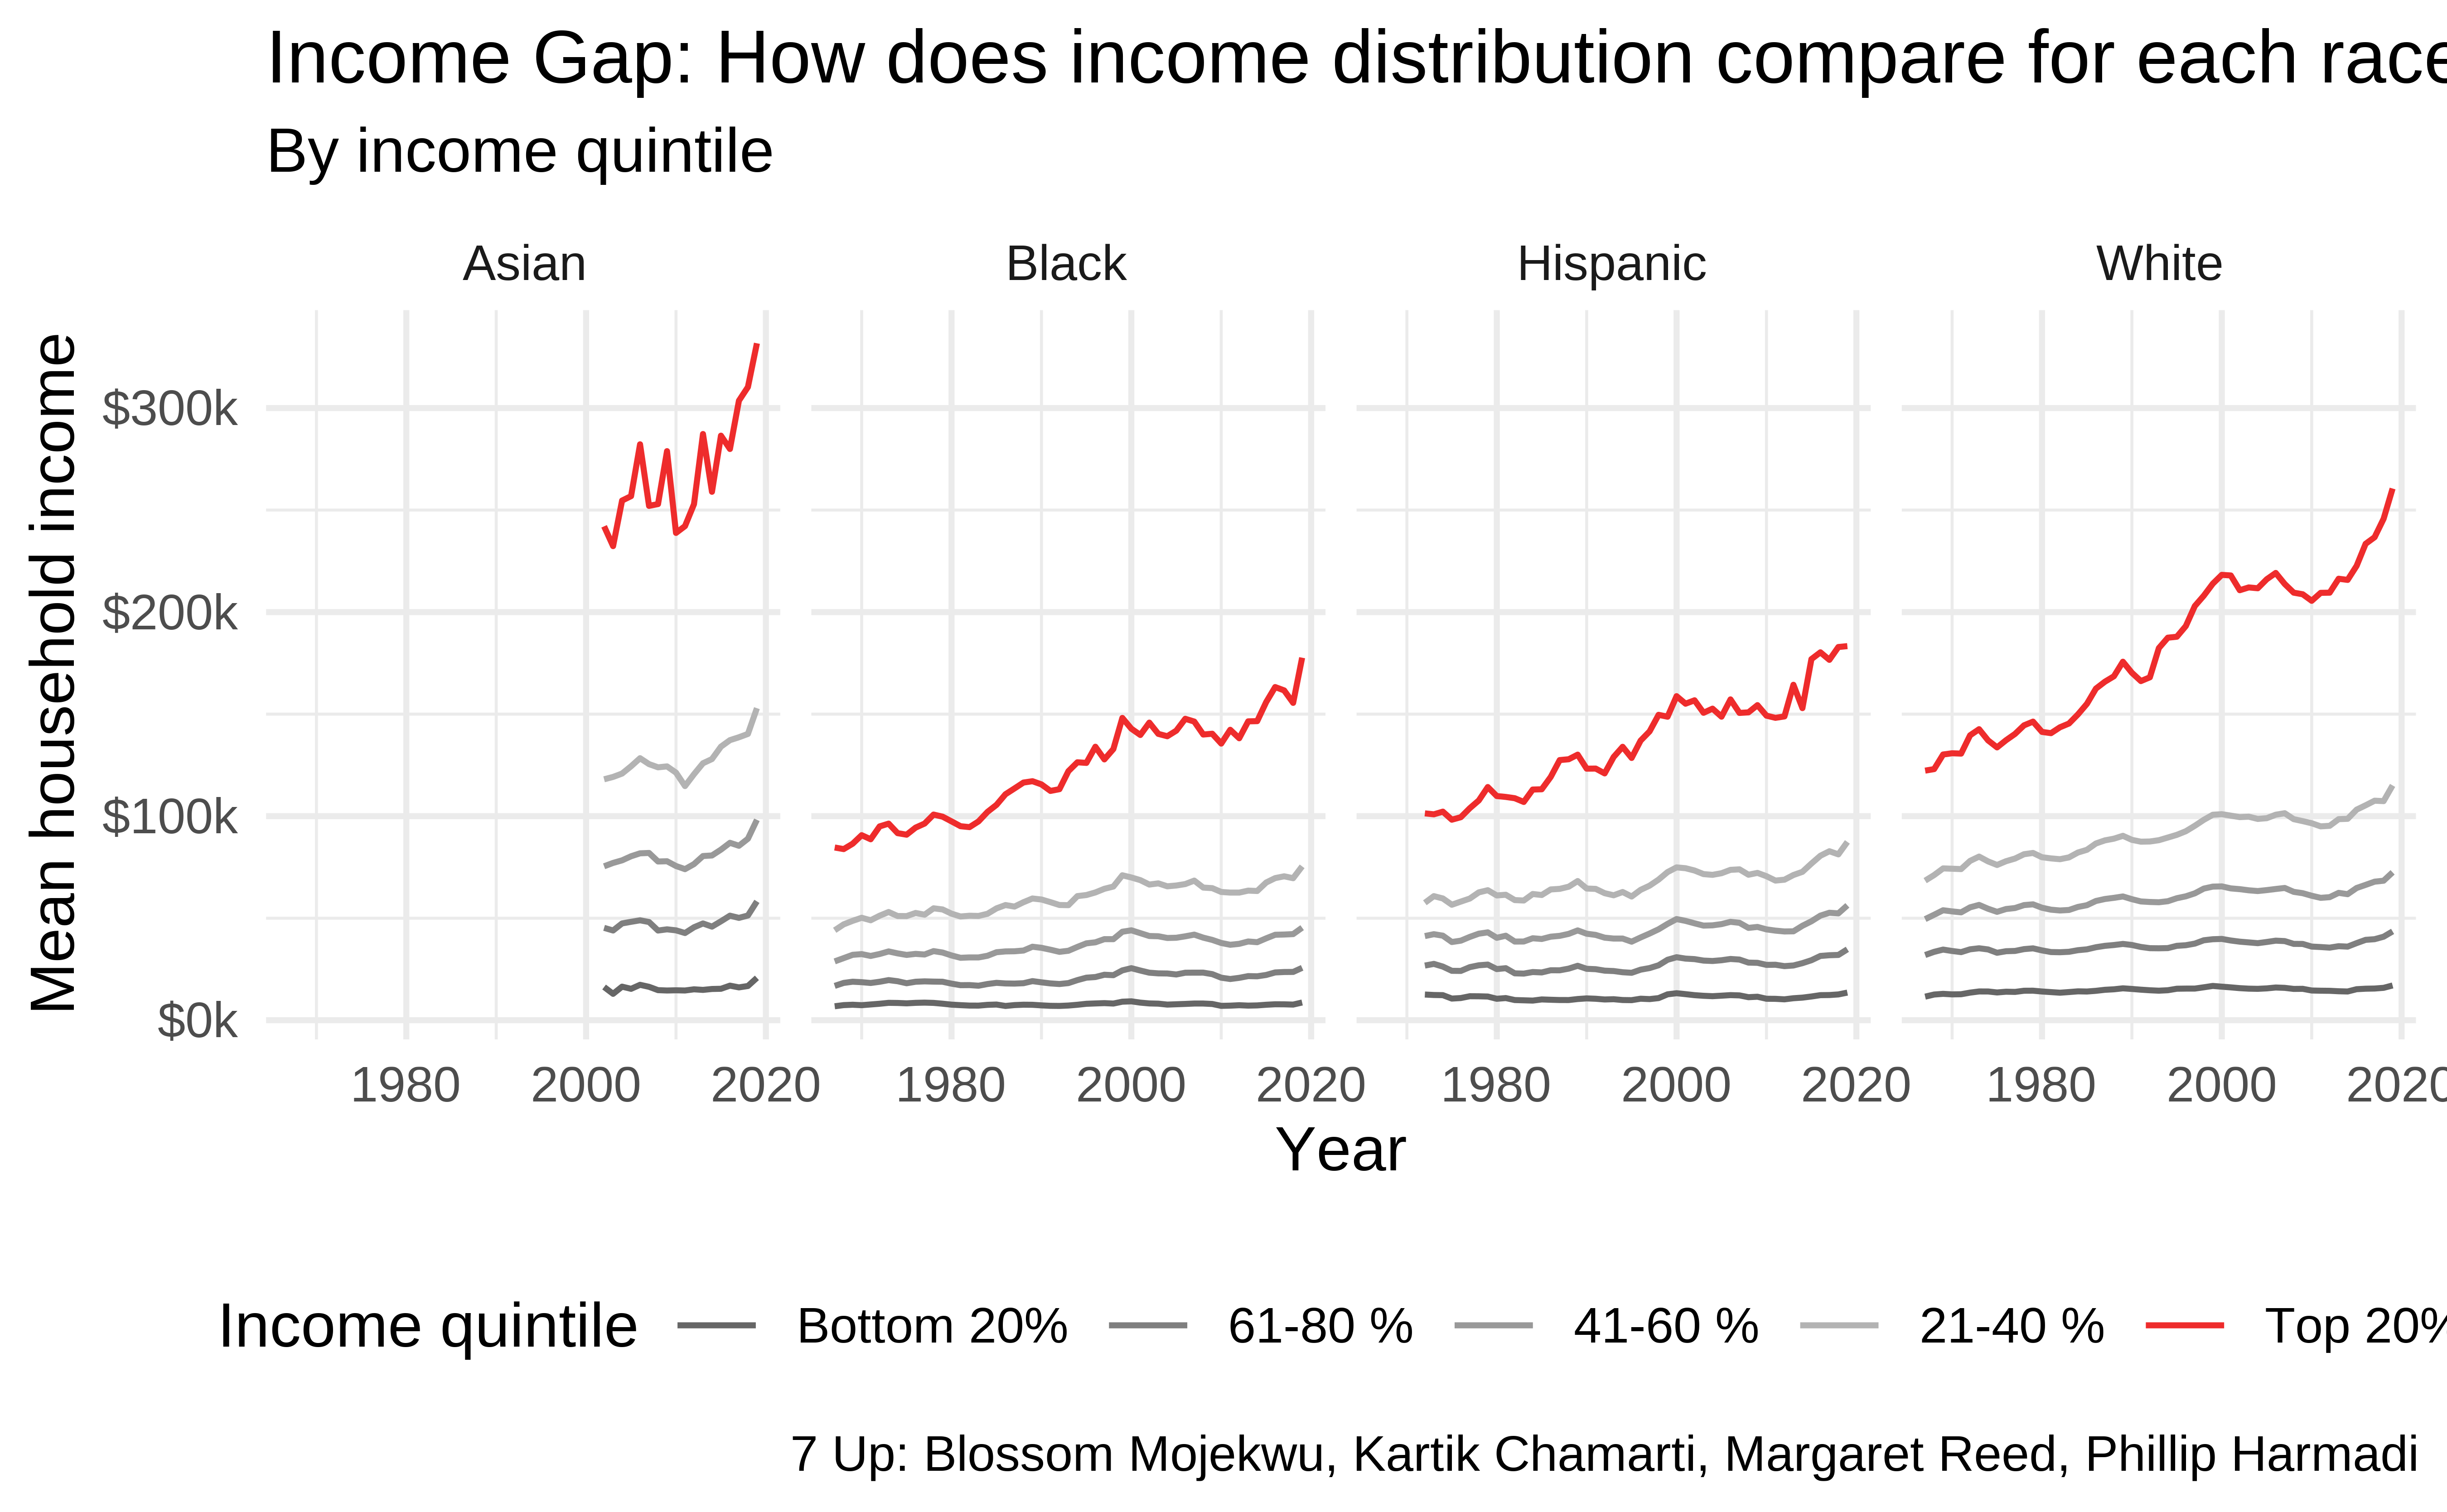 Income Gap: How does income distribution compare for each race
By income quintile
Asian Black Hispanic White
Mean household income
$300k
$200k
$100k
$0k
1980 2000 2020 1980 2000 2020 1980 2000 2020 1980 2000 2020
Year
Income quintile Bottom 20% 61-80 % 41-60 % 21-40 % Top 20%
7 Up: Blossom Mojekwu, Kartik Chamarti, Margaret Reed, Phillip Harmadi